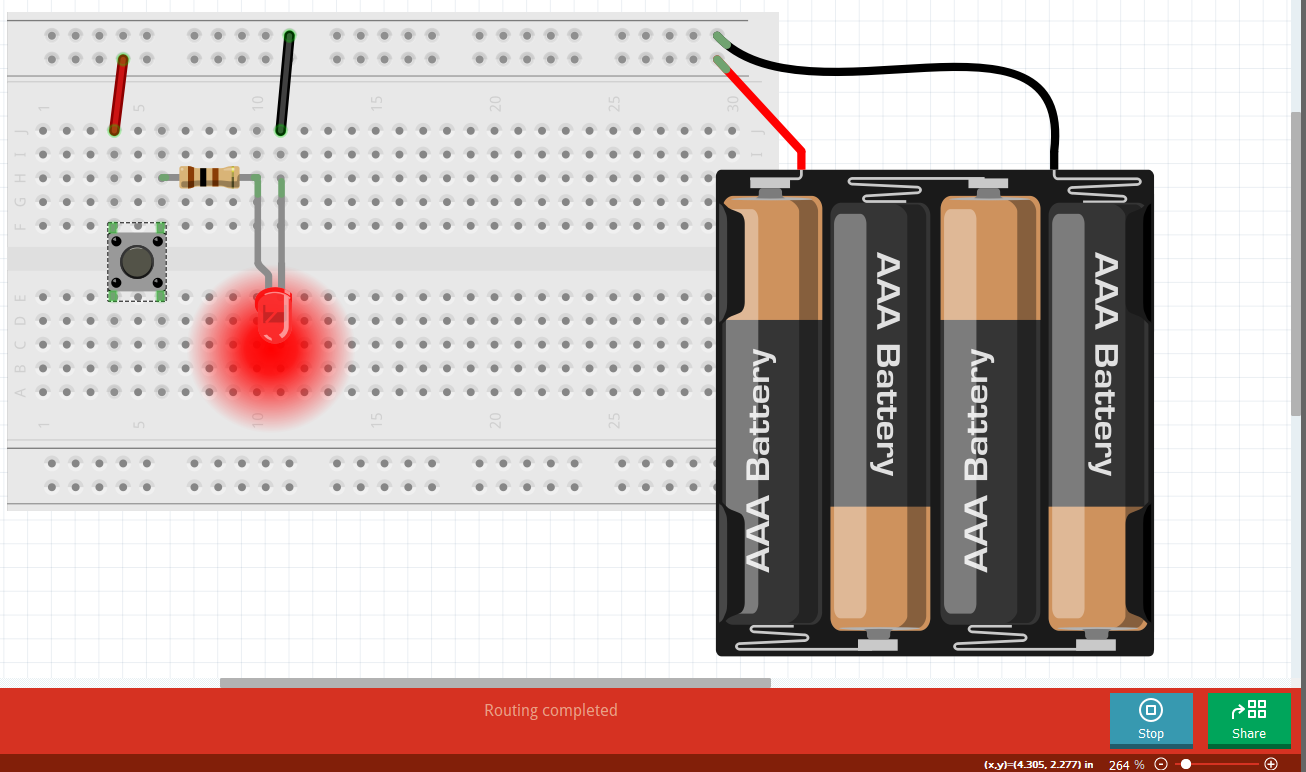 1 5 10 15 20 25 30
J J
I I
H
G
F
E
D
C
B
A
1 5 10 15 20 25
AAA Battery
AAA Battery
AAA Battery
AAA Battery
Routing completed
Stop
Share
(x,y)=(4.305, 2.277) in 264 %